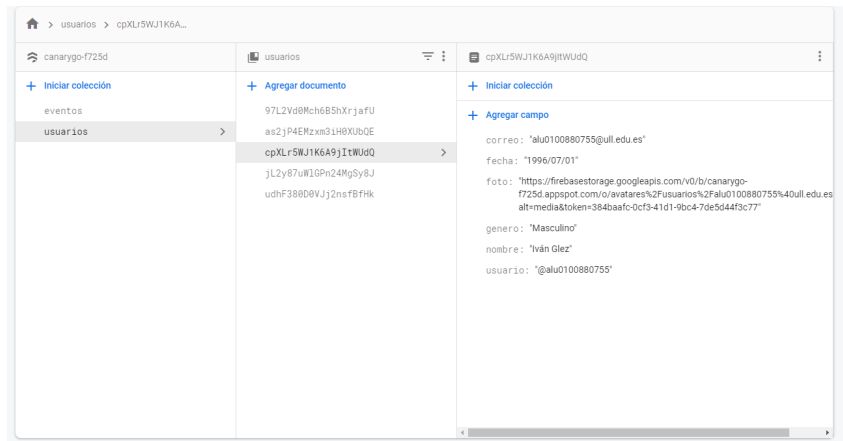 usuarios > cpXLr5WJ1K6A...
canarygo-f725d
Iniciar colección
eventos
usuarios
usuarios
Agregar documento
97L2Vd0Mch6B5hXrjafU
as2jP4EMzxm3iH0XUbQE
cpXLr5WJ1K6A9jItWUdQ
jL2y87uWlGPn24MgSy8J
udhF380D0VJj2nsfBfHk
cpXLr5WJ1K6A9jItWUdQ
Iniciar colección
Agregar campo
correo: "alu0100880755@ull.edu.es"
fecha: "1996/07/01"
foto: "https://firebasestorage.googleapis.com/v0/b/canarygo-
f725d.appspot.com/o/avatares%2Fusuarios%2Falu0100880755%40ull.edu.es
alt=media&token=384baafc-0cf3-41d1-9bc4-7de5d44f3c77"
genero: "Masculino"
nombre: "Iván Glez"
usuario: "@alu0100880755"